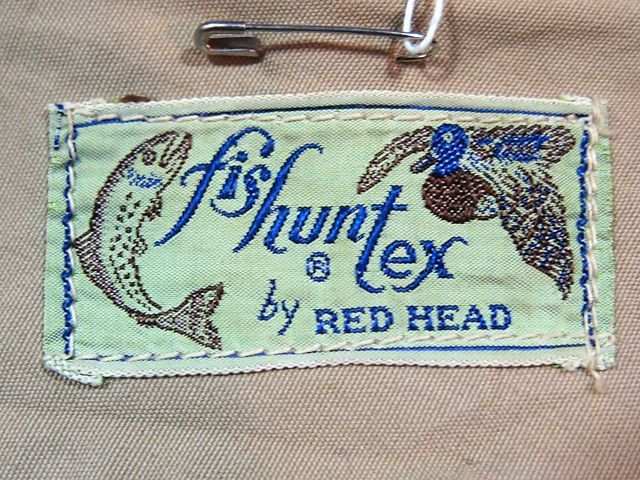 fishuntex
®
by RED HEAD